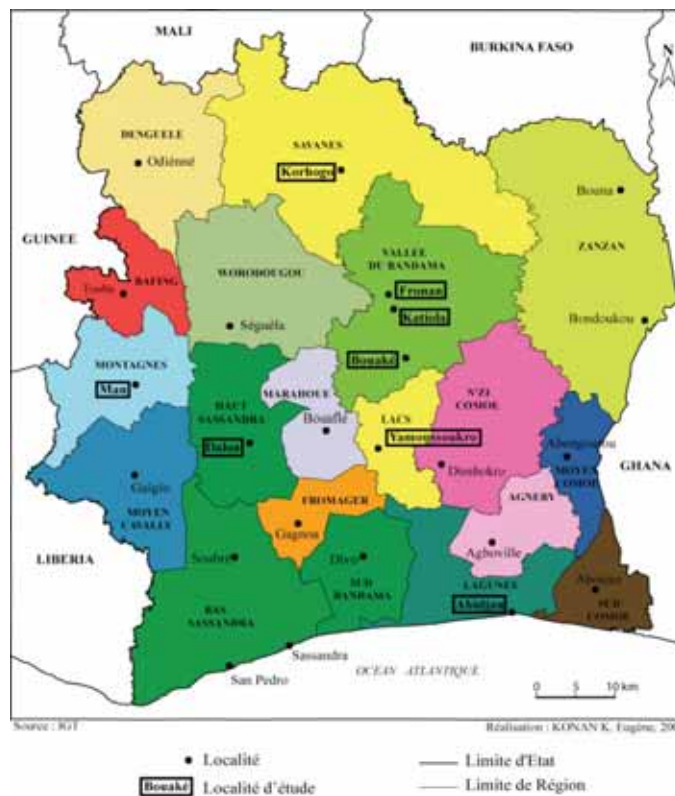 MALI
BURKINA FASO
N
DENGUELE
Odiénné
SAVANES
Korhogo
Bouna
GUINEE
ZANZAN
VALLEE
DU BANDAMA
WORODOUGOU
BAFING
Touba
Fronan
Katiola
Séguéla
Bondoukou
MONTAGNES
Bouaké
Man
HAUT
SASSANDRA
MARAHOUE
N'ZI
COMOE
LACS
Bouaflé
Yamoussoukro
Daloa
Abengourou
Dimbokro
MOYEN
COMOE
GHANA
Guiglo
MOYEN
CAVALLY
FROMAGER
AGNEBY
Gagnoa
Agboville
LIBERIA
Soubré
Divo
SUD
BANDAMA
LAGUNES
Aboisso
Abidjan
SUD
COMOE
BAS
SASSANDRA
Sassandra
San Pedro
OCEAN ATLANTIQUE
0 5 10 km
Source : IGT
Réalisation : KONAN K. Eugène,
Localité
Limite d'Etat
Bouaké
Localité d'étude
Limite de Région